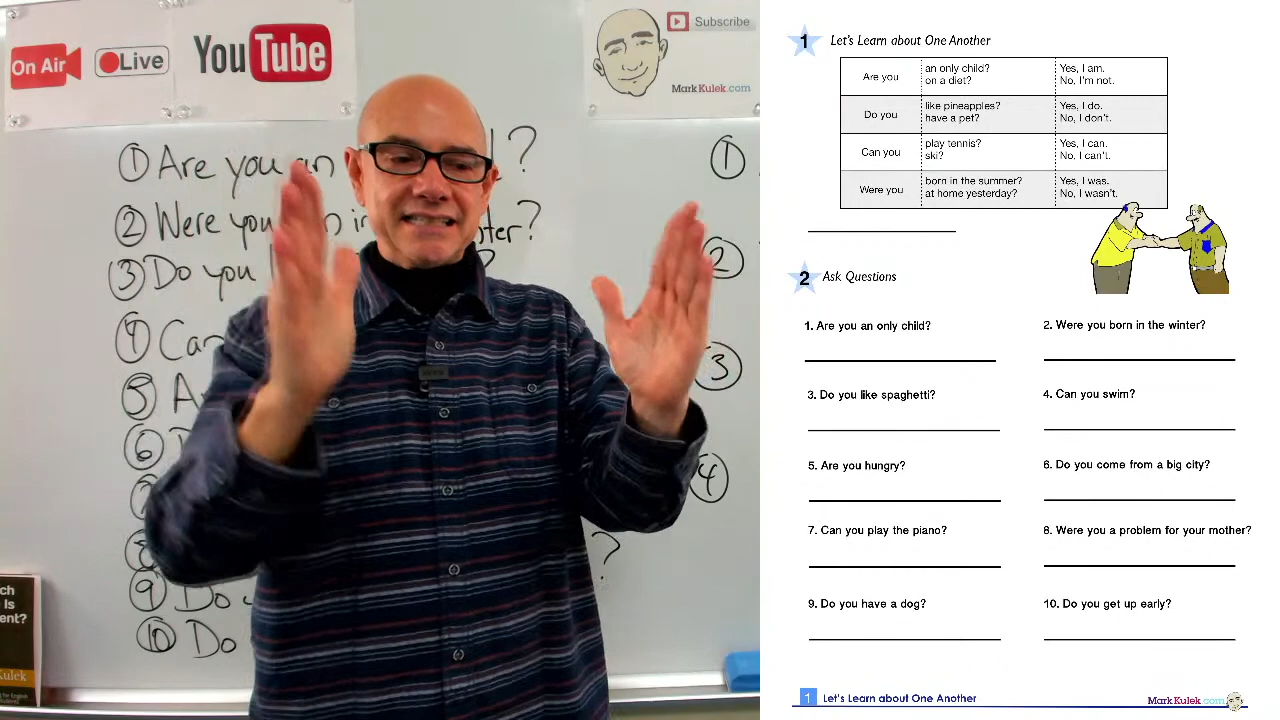 On Air
Live
YouTube
Subscribe
MarkKulek.com
① Are you an ?
② Were you in ter?
③ Do you ?
④ Can
⑤
⑥
⑨ Do
⑩ Do
?
①
②
③
④
Kulek
1 Let's Learn about One Another
Are you an only child? Yes, I am.
on a diet? No, I'm not.
Do you like pineapples? Yes, I do.
have a pet? No, I don't.
Can you play tennis? Yes, I can.
ski? No. I can't.
Were you born in the summer? Yes, I was.
at home yesterday? No, I wasn't.
2 Ask Questions
1. Are you an only child?
2. Were you born in the winter?
3. Do you like spaghetti?
4. Can you swim?
5. Are you hungry?
6. Do you come from a big city?
7. Can you play the piano?
8. Were you a problem for your mother?
9. Do you have a dog?
10. Do you get up early?
1 Let's Learn about One Another
MarkKulek.com